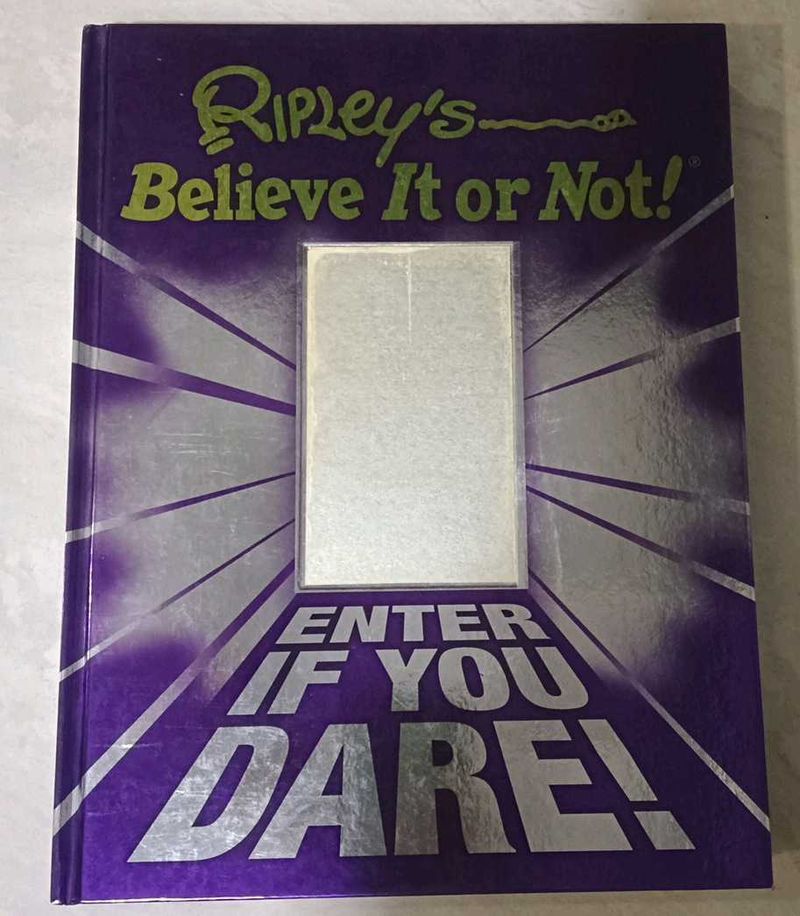 Ripley's
Believe It or Not!®
ENTER
IF YOU
DARE!